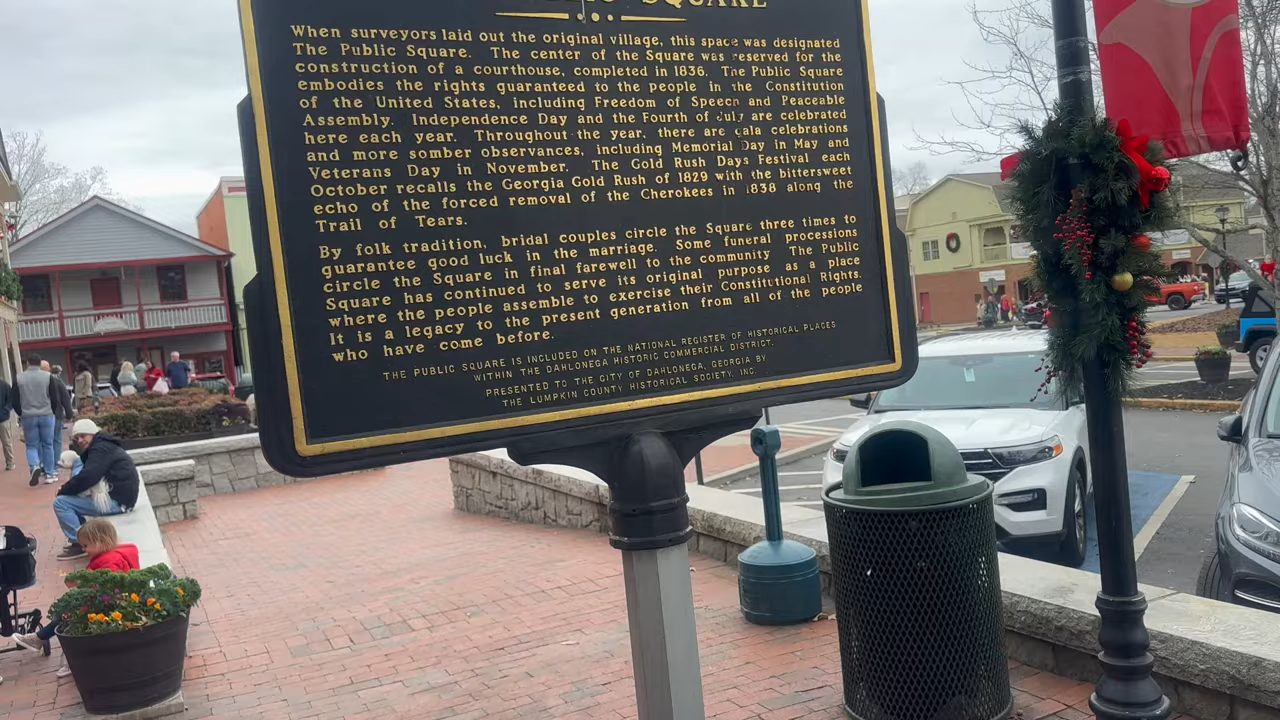 SQUARE
When surveyors laid out the original village, this space was designated
The Public Square. The center of the Square was reserved for the
construction of a courthouse, completed in 1836. The Public Square
embodies the rights guaranteed to the people in the Constitution
of the United States, including Freedom of Speech and Peaceable
Assembly. Independence Day and the Fourth of July are celebrated
here each year. Throughout the year, there are gala celebrations
and more somber observances, including Memorial Day in May and
Veterans Day in November. The Gold Rush Days Festival each
October recalls the Georgia Gold Rush of 1829 with the bittersweet
echo of the forced removal of the Cherokees in 1838 along the
Trail of Tears.
By folk tradition, bridal couples circle the Square three times to
guarantee good luck in the marriage. Some funeral processions
circle the Square in final farewell to the community The Public
Square has continued to serve its original purpose as a place
where the people assemble to exercise their Constitutional Rights.
It is a legacy to the present generation from all of the people
who have come before.
THE PUBLIC SQUARE IS INCLUDED ON THE NATIONAL REGISTER OF HISTORICAL PLACES
WITHIN THE DAHLONEGA HISTORIC COMMERCIAL DISTRICT.
PRESENTED TO THE CITY OF DAHLONEGA, GEORGIA BY
THE LUMPKIN COUNTY HISTORICAL SOCIETY, INC.